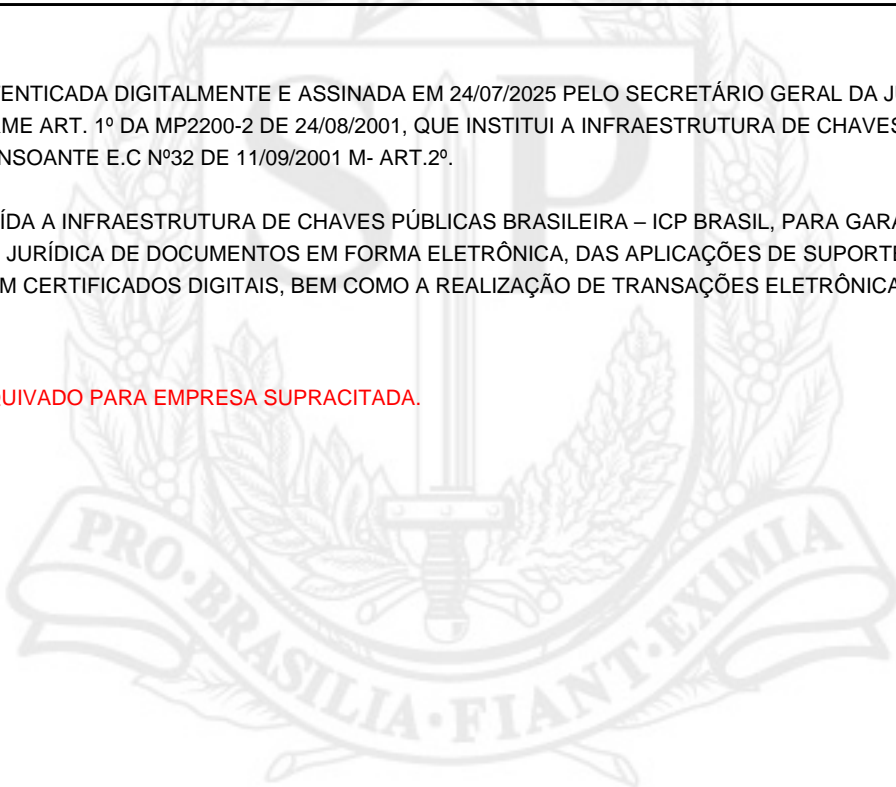 ENTICADA DIGITALMENTE E ASSINADA EM 24/07/2025 PELO SECRETÁRIO GERAL DA J
ME ART. 1º DA MP2200-2 DE 24/08/2001, QUE INSTITUI A INFRAESTRUTURA DE CHAVES
NSOANTE E.C Nº32 DE 11/09/2001 M- ART.2º.
ÍDA A INFRAESTRUTURA DE CHAVES PÚBLICAS BRASILEIRA – ICP BRASIL, PARA GARA
JURÍDICA DE DOCUMENTOS EM FORMA ELETRÔNICA, DAS APLICAÇÕES DE SUPORTE
M CERTIFICADOS DIGITAIS, BEM COMO A REALIZAÇÃO DE TRANSAÇÕES ELETRÔNICA
UIVADO PARA EMPRESA SUPRACITADA.
SP
PRO·BRASILIA·FIANT·EXIMIA